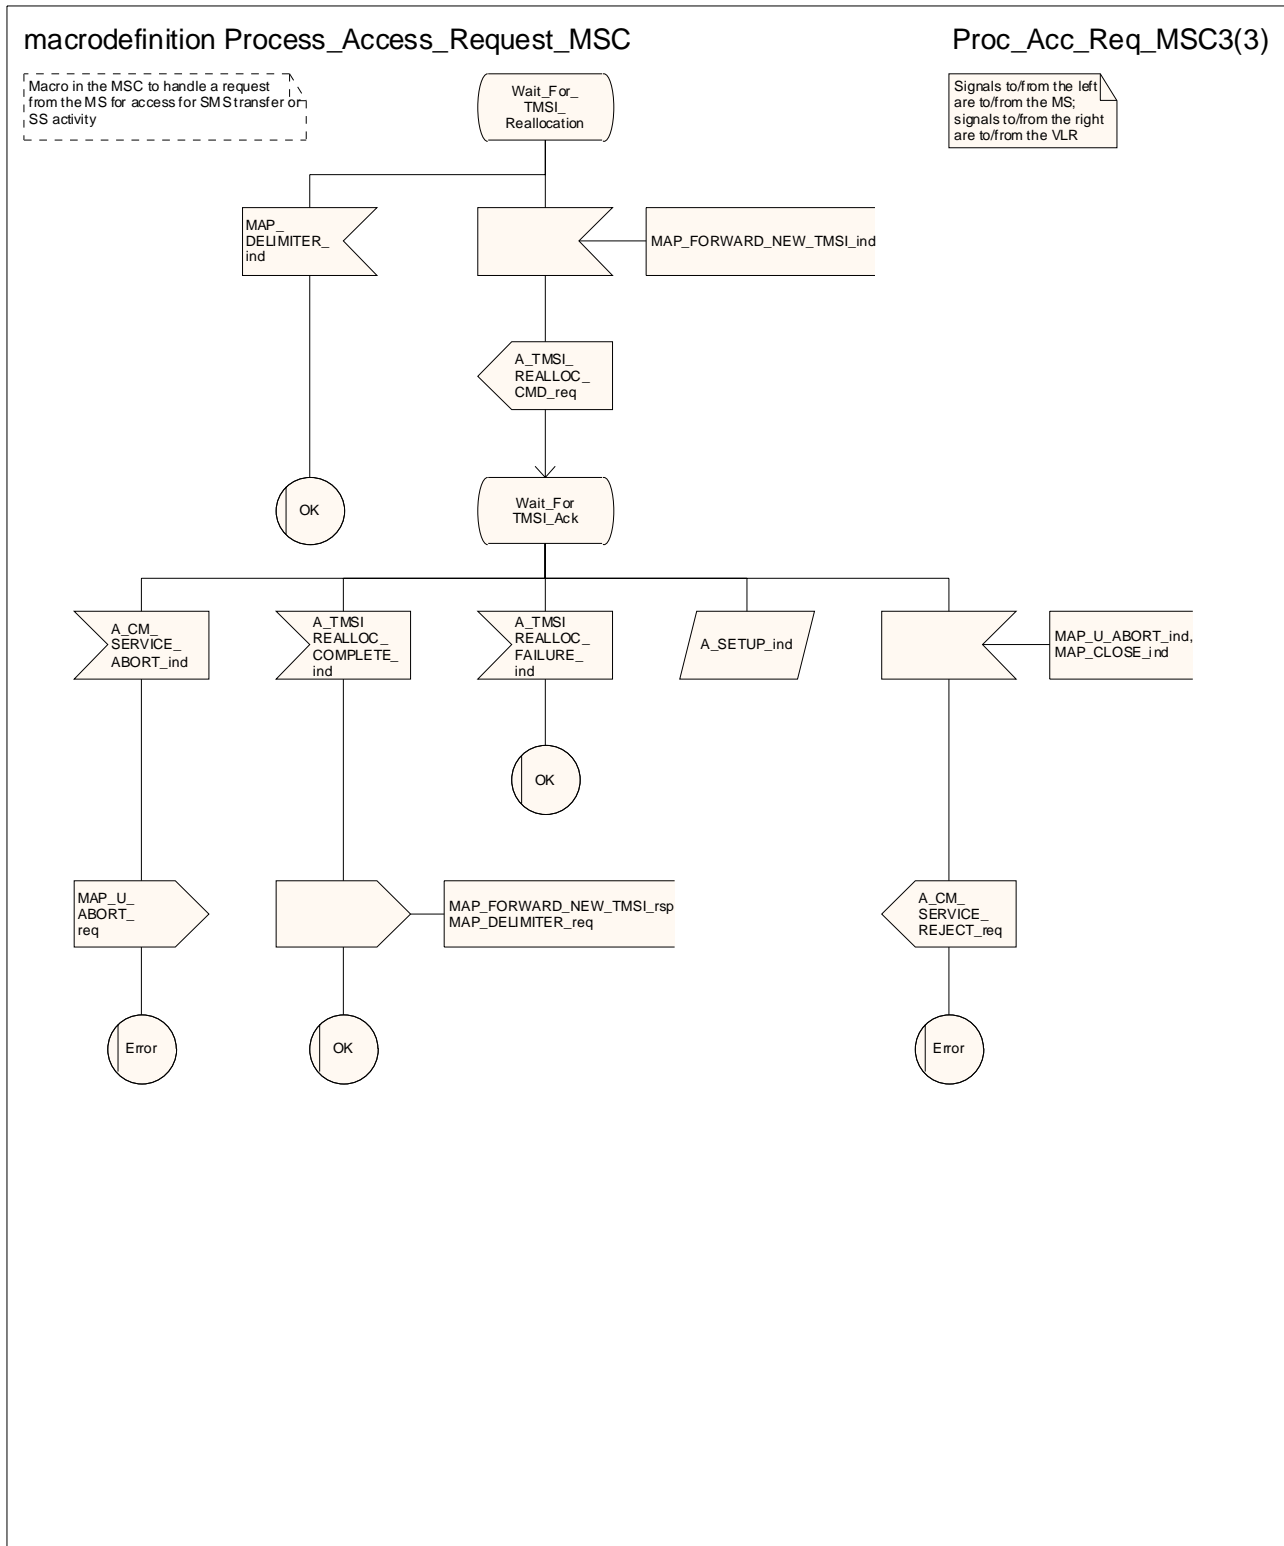 macrodefinition Process_Access_Request_MSC
Proc_Acc_Req_MSC3(3)
Macro in the MSC to handle a request
from the MS for access for SMS transfer or
SS activity
Wait_For_
TMSI_
Reallocation
Signals to/from the left
are to/from the MS;
signals to/from the right
are to/from the VLR
MAP_
DELIMITER_
ind
MAP_FORWARD_NEW_TMSI_ind
A_TMSI_
REALLOC_
CMD_req
OK
Wait_For
TMSI_Ack
A_CM_
SERVICE_
ABORT_ind
A_TMSI
REALLOC_
COMPLETE_
ind
A_TMSI
REALLOC_
FAILURE_
ind
A_SETUP_ind
MAP_U_ABORT_ind,
MAP_CLOSE_ind
OK
MAP_U_
ABORT_
req
MAP_FORWARD_NEW_TMSI_rsp
MAP_DELIMITER_req
A_CM_
SERVICE_
REJECT_req
Error
OK
Error